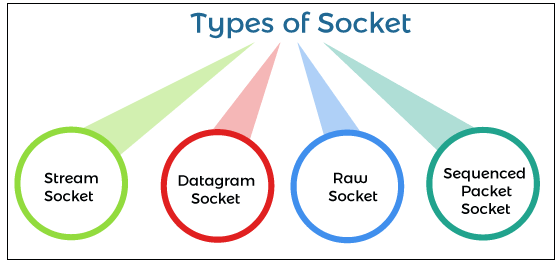 Types of Socket
Stream
Socket
Datagram
Socket
Raw
Socket
Sequenced
Packet
Socket